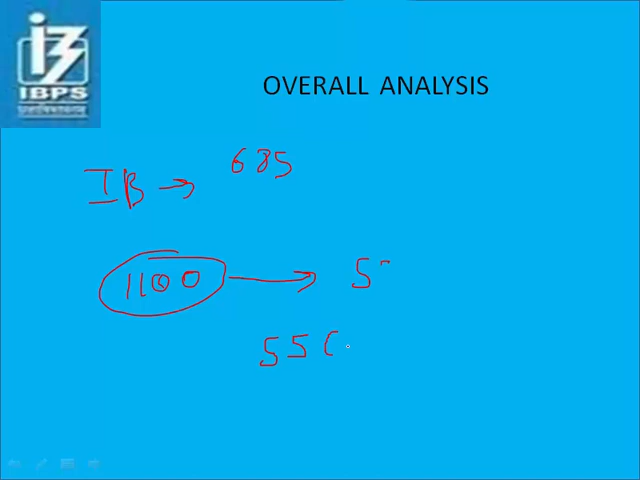 IBPS
OVERALL ANALYSIS
IB → 685
1100 → 5
55